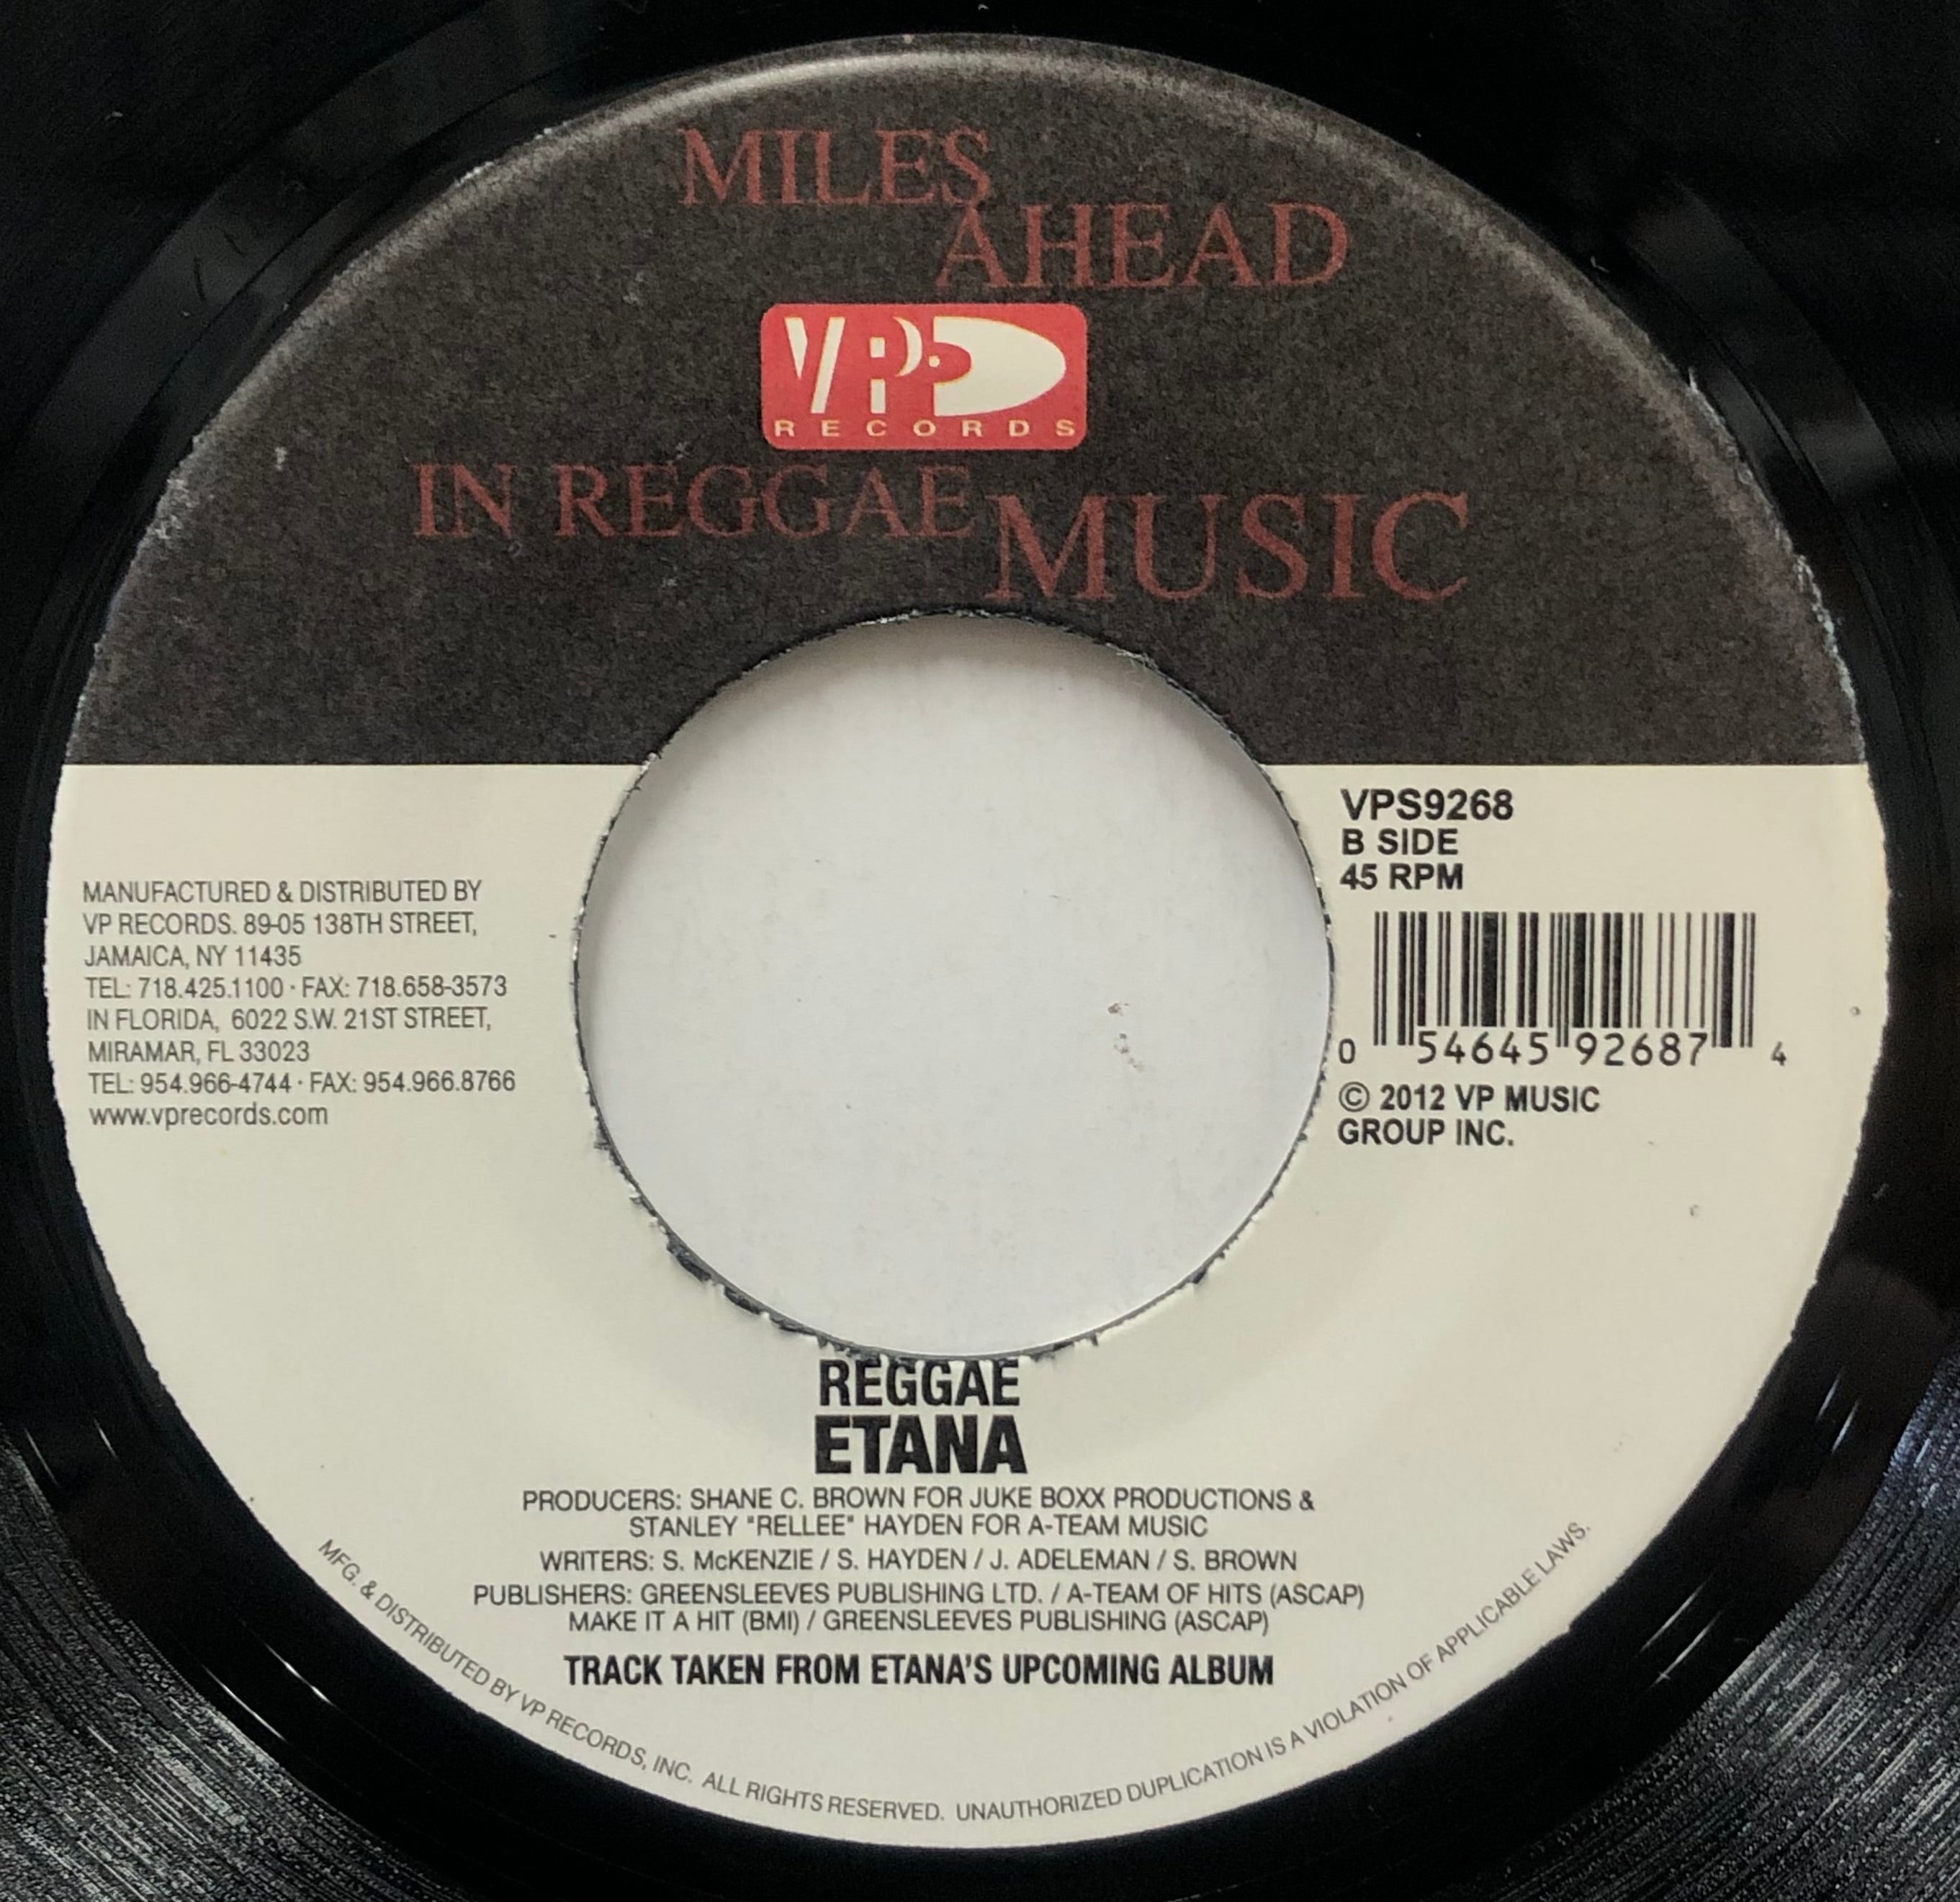 MILES
AHEAD
VP
RECORDS
IN REGGAE MUSIC
MANUFACTURED & DISTRIBUTED BY
VP RECORDS. 89-05 138TH STREET,
JAMAICA, NY 11435
TEL: 718.425.1100 · FAX: 718.658-3573
IN FLORIDA, 6022 S.W. 21ST STREET,
MIRAMAR, FL 33023
TEL: 954.966-4744 · FAX: 954.966.8766
www.vprecords.com
VPS9268
B SIDE
45 RPM
0 54645 92687 4
© 2012 VP MUSIC
GROUP INC.
REGGAE
ETANA
PRODUCERS: SHANE C. BROWN FOR JUKE BOXX PRODUCTIONS &
STANLEY "RELLEE" HAYDEN FOR A-TEAM MUSIC
WRITERS: S. McKENZIE / S. HAYDEN / J. ADELEMAN / S. BROWN
PUBLISHERS: GREENSLEEVES PUBLISHING LTD. / A-TEAM OF HITS (ASCAP)
MAKE IT A HIT (BMI) / GREENSLEEVES PUBLISHING (ASCAP)
TRACK TAKEN FROM ETANA'S UPCOMING ALBUM
MFG. & DISTRIBUTED BY VP RECORDS, INC. ALL RIGHTS RESERVED. UNAUTHORIZED DUPLICATION IS A VIOLATION OF APPLICABLE LAWS.